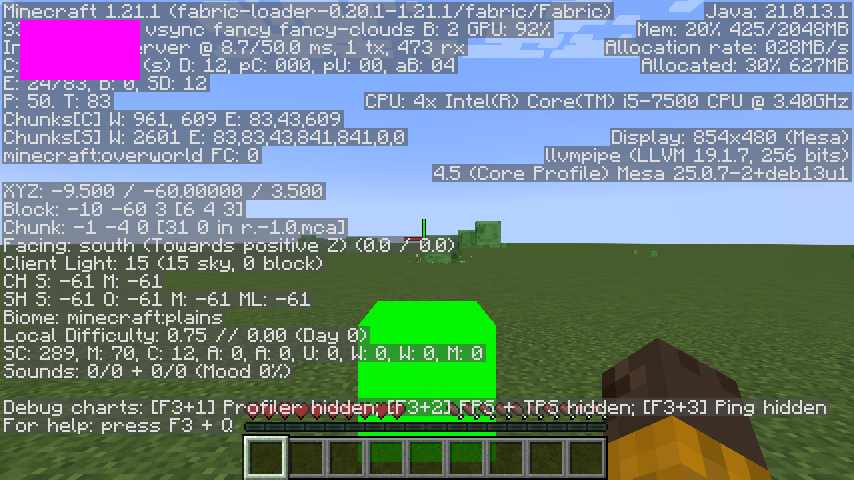 Minecraft 1.21.1 (fabric-loader-0.20.1-1.21.1/fabric/Fabric)
vsync fancy fancy-clouds B: 2 GPU: 92%
erver @ 8.7/50.0 ms, 1 tx, 473 rx
(s) D: 12, pC: 000, pU: 00, aB: 04
E: 24/83, B: 0, SD: 12
P: 50. T: 83
Chunks[C] W: 961, 609 E: 83,43,609
Chunks[S] W: 2601 E: 83,83,43,841,841,0,0
minecraft:overworld FC: 0
XYZ: -9.500 / -60.00000 / 3.500
Block: -10 -60 3 [6 4 3]
Chunk: -1 -4 0 [31 0 in r.-1.0.mca]
Facing: south (Towards positive Z) (0.0 / 0.0)
Client Light: 15 (15 sky, 0 block)
CH S: -61 M: -61
SH S: -61 O: -61 M: -61 ML: -61
Biome: minecraft:plains
Local Difficulty: 0.75 // 0.00 (Day 0)
SC: 289, M: 70, C: 12, A: 0, A: 0, U: 0, W: 0, W: 0, M: 0
Sounds: 0/0 + 0/0 (Mood 0%)
Debug charts: [F3+1] Profiler hidden; [F3+2] FPS + TPS hidden; [F3+3] Ping hidden
For help: press F3 + Q
Java: 21.0.13.1
Mem: 20% 425/2048MB
Allocation rate: 028MB/s
Allocated: 30% 627MB
CPU: 4x Intel(R) Core(TM) i5-7500 CPU @ 3.40GHz
Display: 854x480 (Mesa)
llvmpipe (LLVM 19.1.7, 256 bits)
4.5 (Core Profile) Mesa 25.0.7-2+deb13u1